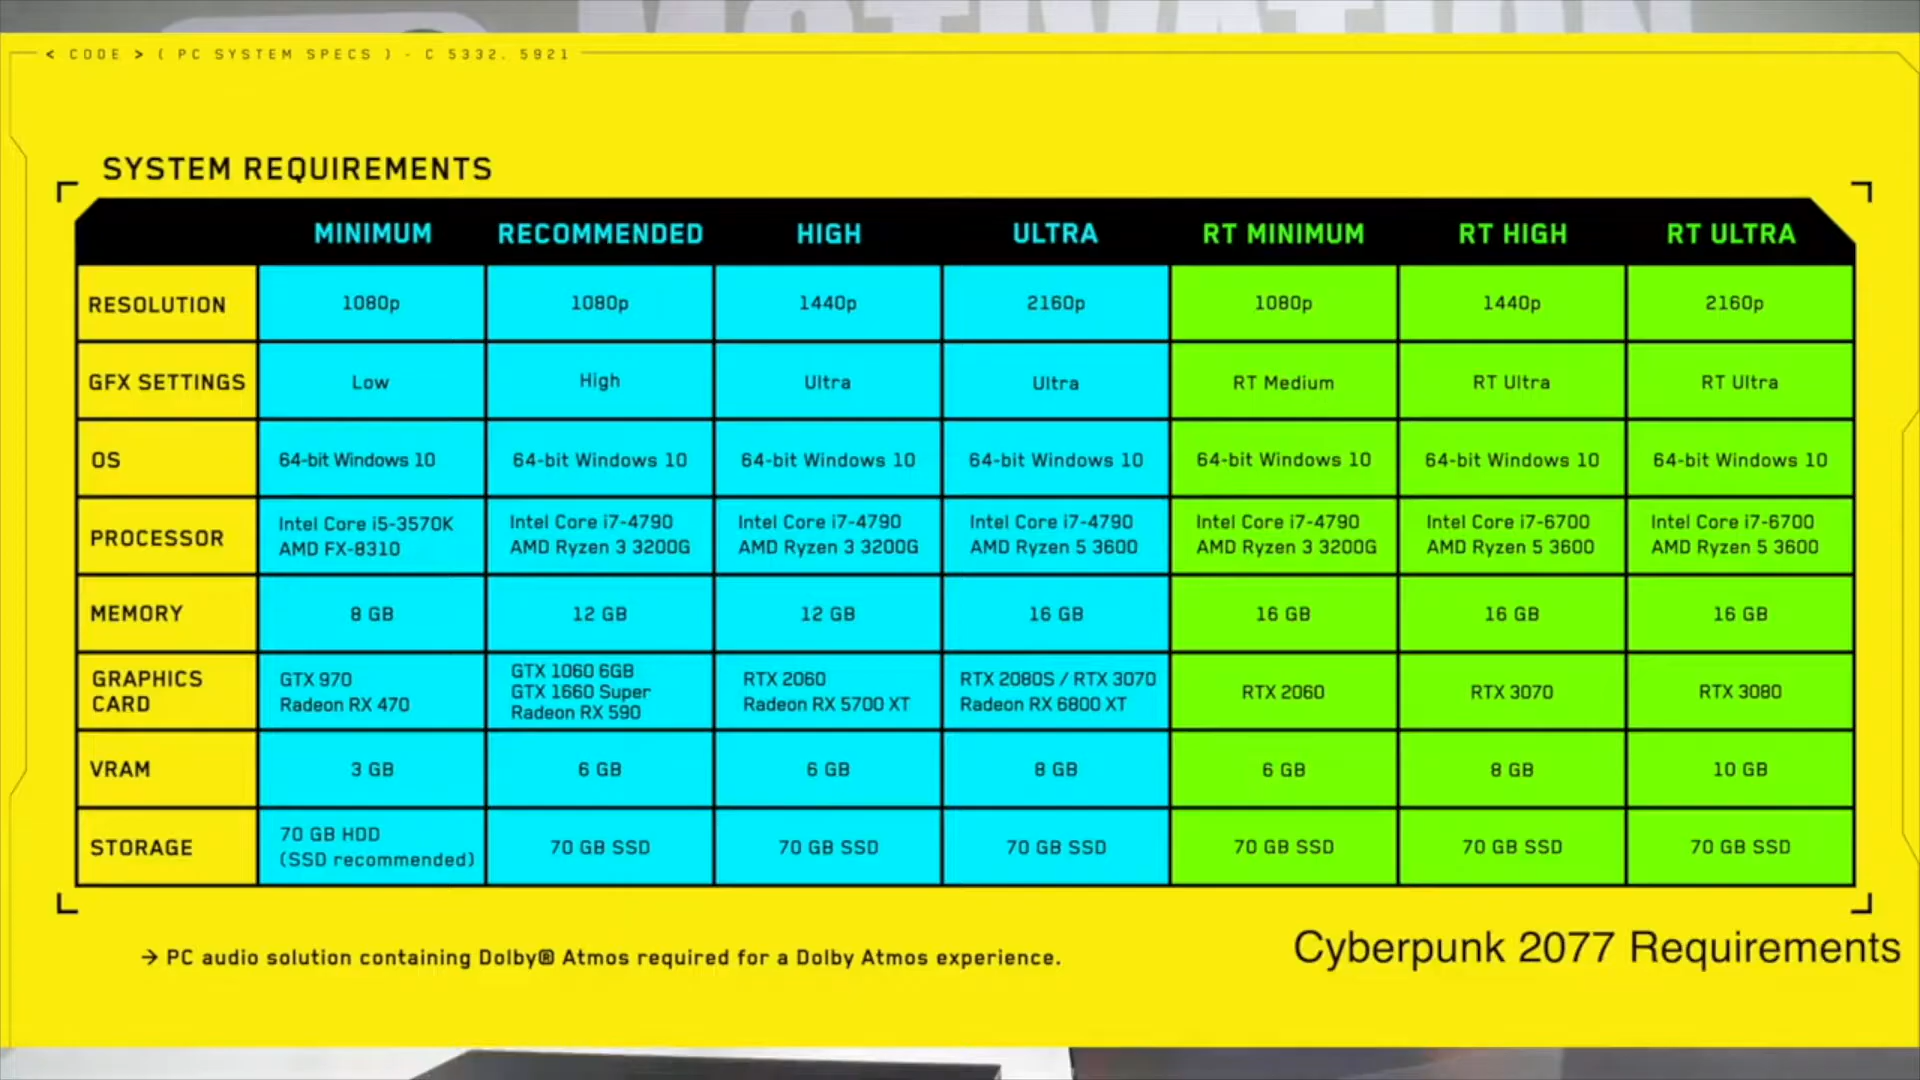 MOTIVATION
< CODE > ( PC SYSTEM SPECS ) - C 5332. 5921
SYSTEM REQUIREMENTS
MINIMUM RECOMMENDED HIGH ULTRA RT MINIMUM RT HIGH RT ULTRA
RESOLUTION 1080p 1080p 1440p 2160p 1080p 1440p 2160p
GFX SETTINGS Low High Ultra Ultra RT Medium RT Ultra RT Ultra
OS 64-bit Windows 10 64-bit Windows 10 64-bit Windows 10 64-bit Windows 10 64-bit Windows 10 64-bit Windows 10 64-bit Windows 10
PROCESSOR
Intel Core i5-3570K Intel Core i7-4790 Intel Core i7-4790 Intel Core i7-4790 Intel Core i7-4790 Intel Core i7-6700 Intel Core i7-6700
AMD FX-8310 AMD Ryzen 3 3200G AMD Ryzen 3 3200G AMD Ryzen 5 3600 AMD Ryzen 3 3200G AMD Ryzen 5 3600 AMD Ryzen 5 3600
MEMORY 8 GB 12 GB 12 GB 16 GB 16 GB 16 GB 16 GB
GRAPHICS
CARD
GTX 970
Radeon RX 470
GTX 1060 6GB
GTX 1660 Super
Radeon RX 590
RTX 2060
Radeon RX 5700 XT
RTX 2080S / RTX 3070
Radeon RX 6800 XT
RTX 2060
RTX 3070
RTX 3080
VRAM 3 GB 6 GB 6 GB 8 GB 6 GB 8 GB 10 GB
STORAGE
70 GB HDD
(SSD recommended)
70 GB SSD 70 GB SSD 70 GB SSD 70 GB SSD 70 GB SSD 70 GB SSD
→ PC audio solution containing Dolby® Atmos required for a Dolby Atmos experience.
Cyberpunk 2077 Requirements